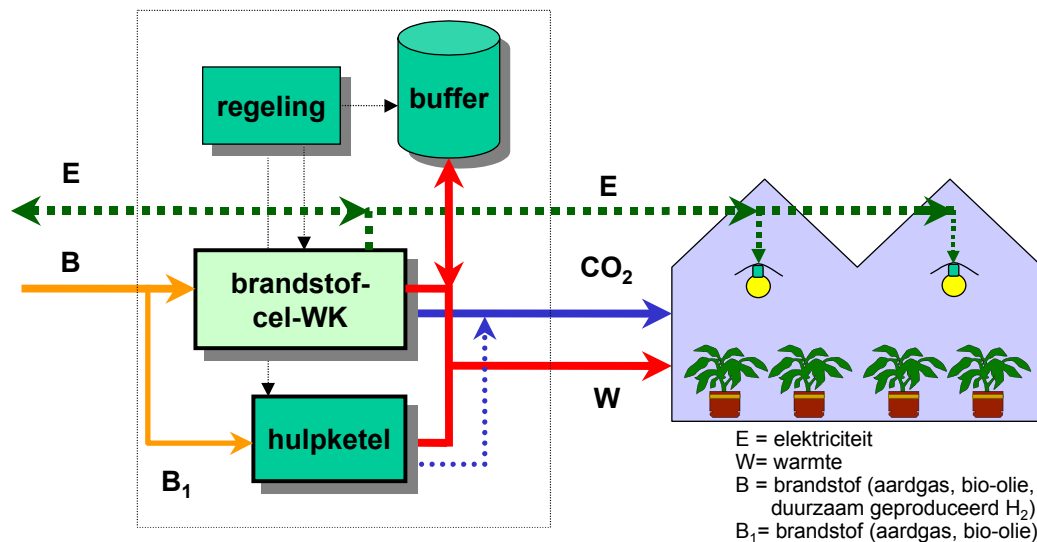 regeling
buffer
E
E
B
brandstof-
cel-WK
CO₂
W
hulpketel
B₁
E = elektriciteit
W= warmte
B = brandstof (aardgas, bio-olie,
duurzaam geproduceerd H₂)
B₁= brandstof (aardgas, bio-olie)